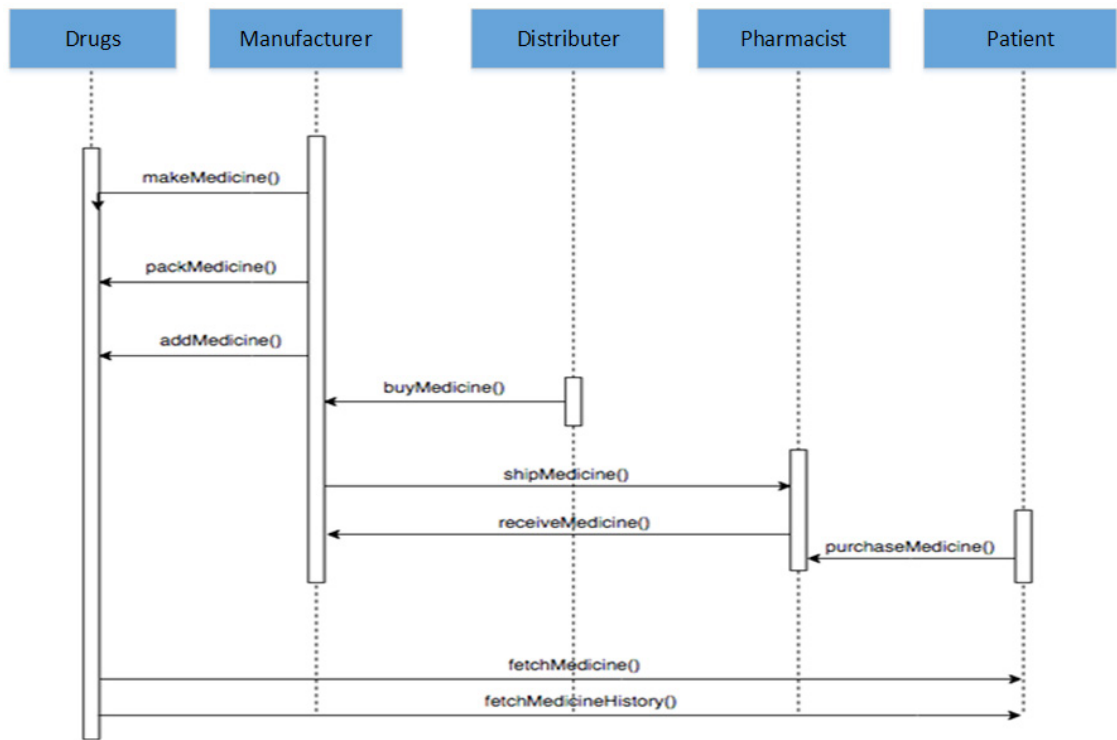 Drugs
Manufacturer
Distributer
Pharmacist
Patient
makeMedicine()
packMedicine()
addMedicine()
buyMedicine()
shipMedicine()
receiveMedicine()
purchaseMedicine()
fetchMedicine()
fetchMedicineHistory()